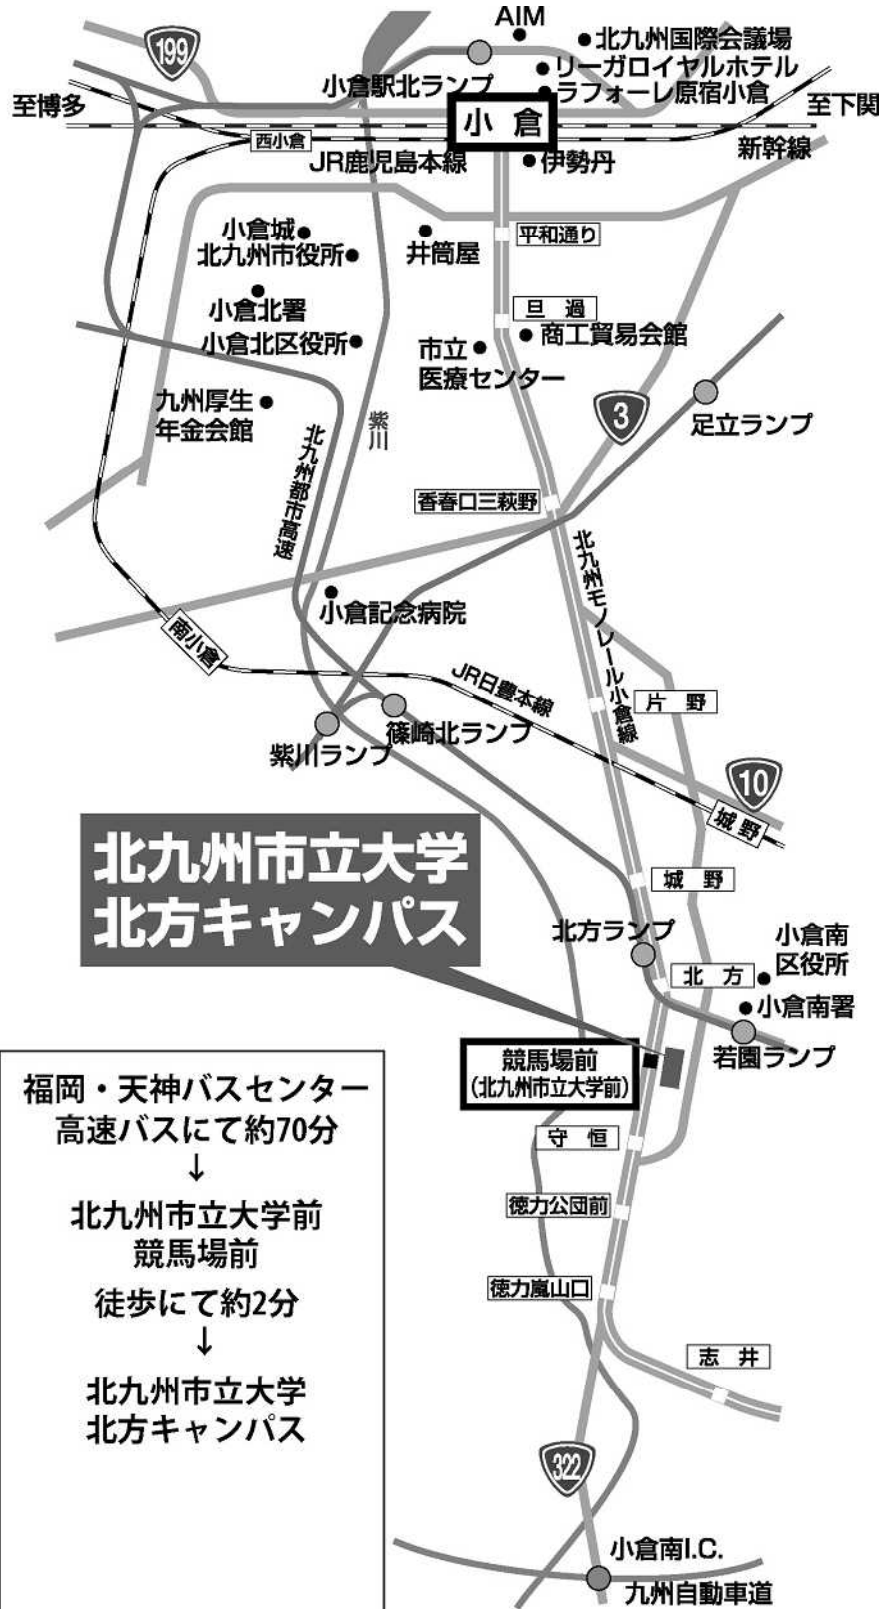 AIM
199
北九州国際会議場
リーガロイヤルホテル
小倉駅北ランプ
ラフォーレ原宿小倉
至博多
小倉
至下関
西小倉
JR鹿児島本線
伊勢丹
新幹線
小倉城
北九州市役所
井筒屋
平和通り
小倉北署
旦過
商工貿易会館
小倉北区役所
市立
医療センター
九州厚生
年金会館
紫川
3
足立ランプ
北九州都市高速
香春口三萩野
北九州モノレール小倉線
小倉記念病院
南小倉
JR日豊本線
片野
篠崎北ランプ
紫川ランプ
10
城野
北九州市立大学
北方キャンパス
城野
北方ランプ
小倉南
区役所
北方
小倉南署
若園ランプ
競馬場前
(北九州市立大学前)
守恒
徳力公団前
徳力嵐山口
志井
322
小倉南I.C.
九州自動車道
福岡・天神バスセンター
高速バスにて約70分
↓
北九州市立大学前
競馬場前
徒歩にて約2分
↓
北九州市立大学
北方キャンパス